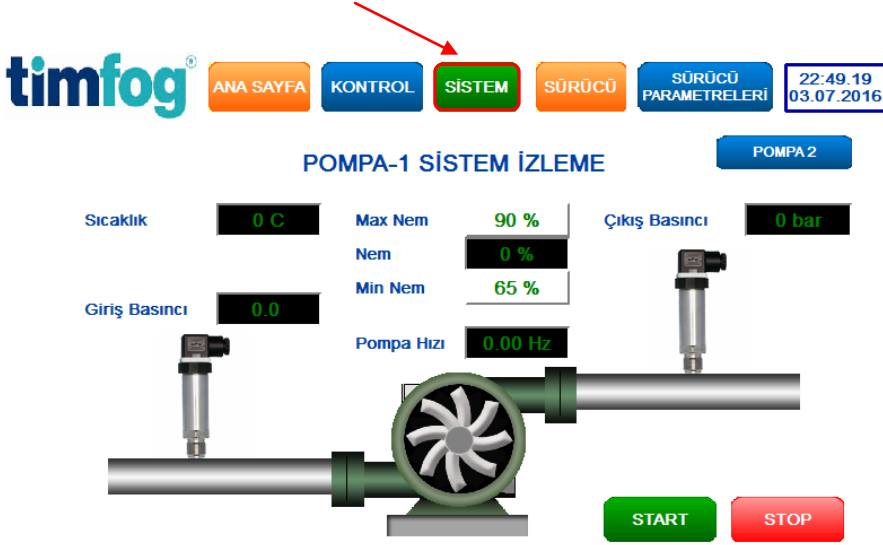 timfog®
ANA SAYFA
KONTROL
SİSTEM
SÜRÜCÜ
SÜRÜCÜ
PARAMETRELERİ
22:49.19
03.07.2016
POMPA-1 SİSTEM İZLEME
POMPA 2
Sıcaklık 0 C
Max Nem 90 %
Çıkış Basıncı 0 bar
Nem 0 %
Min Nem 65 %
Giriş Basıncı 0.0
Pompa Hızı 0.00 Hz
START
STOP